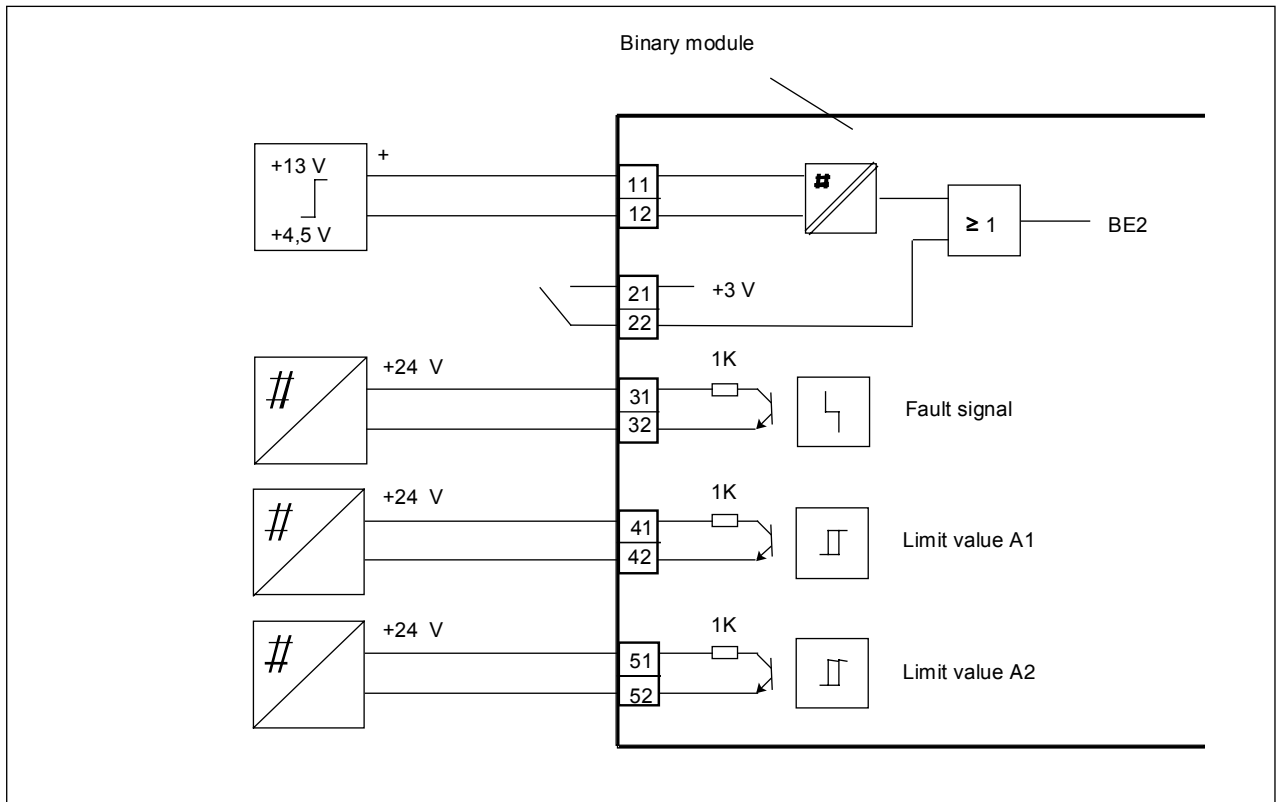 Binary module
+13 V
+4,5 V
+
11
12
≥ 1
BE2
21
22
+3 V
+24 V
31
32
1K
Fault signal
+24 V
41
42
1K
Limit value A1
+24 V
51
52
1K
Limit value A2